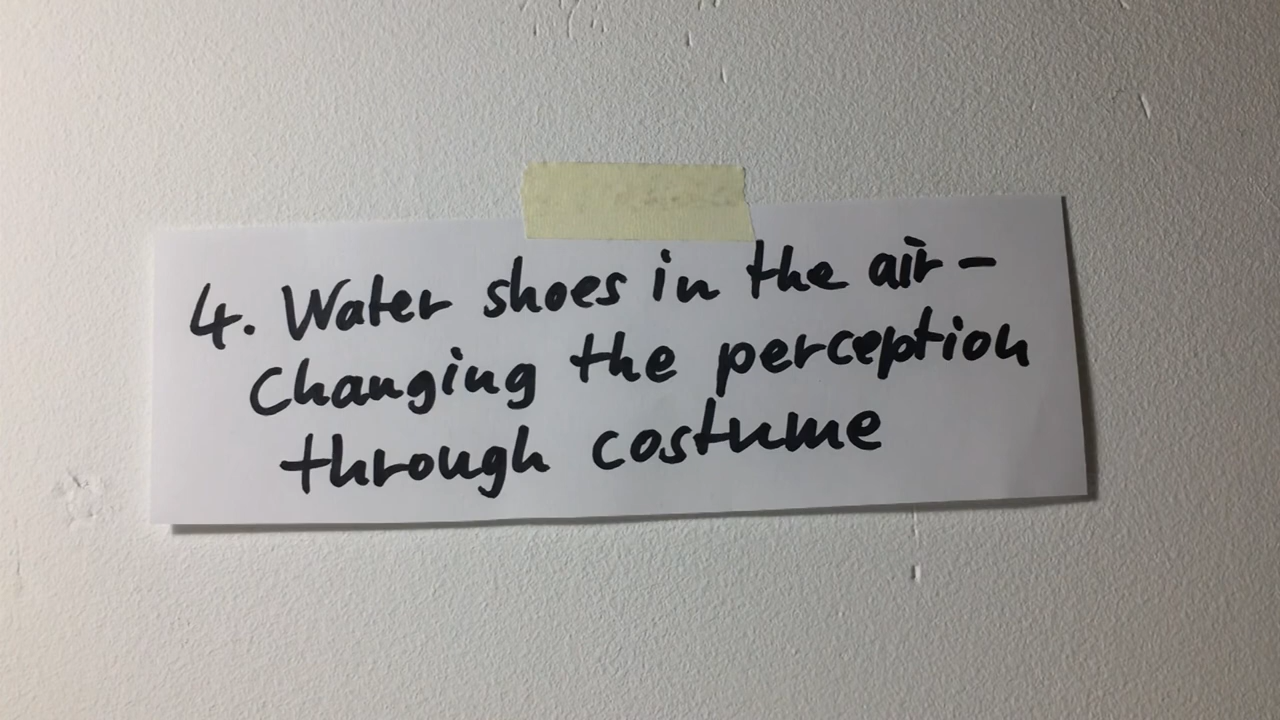 4. Water shoes in the air –
Changing the perception
through costume